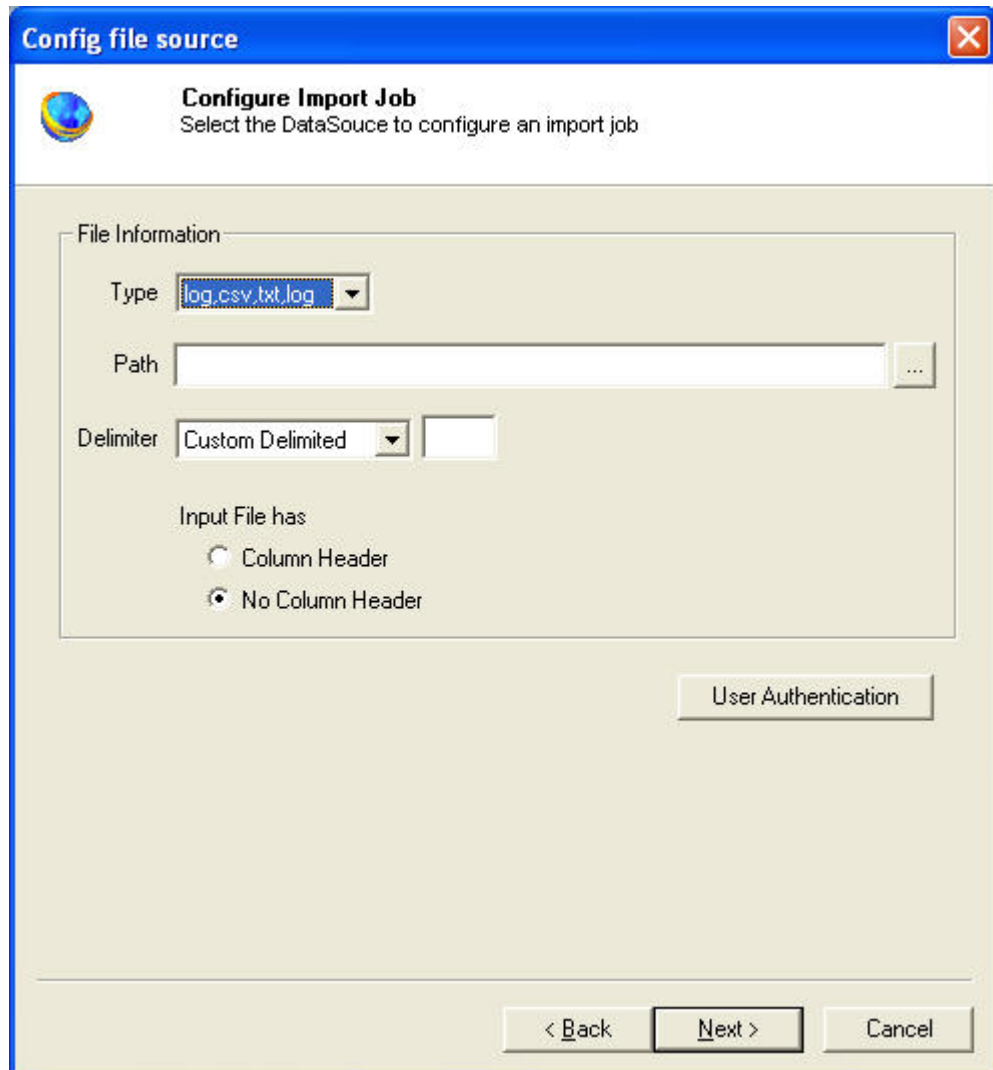 Config file source
Configure Import Job
Select the DataSouce to configure an import job
File Information
Type log,csv,txt,log
Path ...
Delimiter Custom Delimited
Input File has
Column Header
No Column Header
User Authentication
< Back Next > Cancel